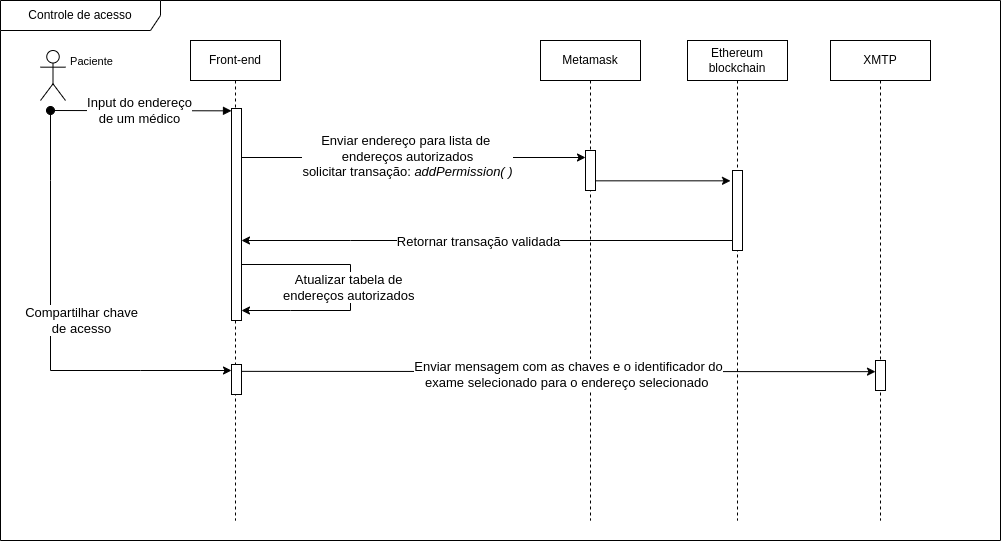 Controle de acesso
Paciente
Front-end
Metamask
Ethereum
blockchain
XMTP
Input do endereço
de um médico
Enviar endereço para lista de
endereços autorizados
solicitar transação: addPermission( )
Retornar transação validada
Atualizar tabela de
endereços autorizados
Compartilhar chave
de acesso
Enviar mensagem com as chaves e o identificador do
exame selecionado para o endereço selecionado